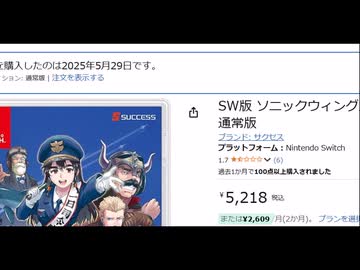 を購入したのは2025年5月29日です。
ション: 通常版 | 注文を表示する
SUCCESS
SW版 ソニックウィング
通常版
ブランド: サクセス
プラットフォーム : Nintendo Switch
1.7 (6)
過去1か月で100点以上購入されました
¥5,218 税込
または¥2,609 月(2か月)。 プランを選